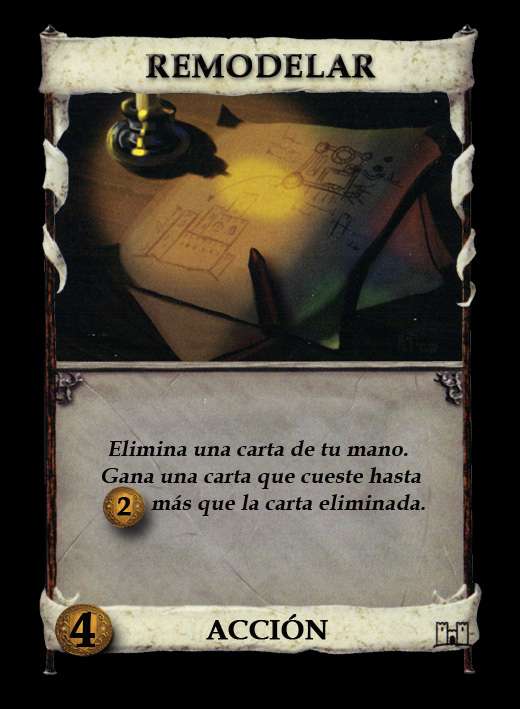 REMODELAR
Elimina una carta de tu mano.
Gana una carta que cueste hasta
2 más que la carta eliminada.
4 ACCIÓN